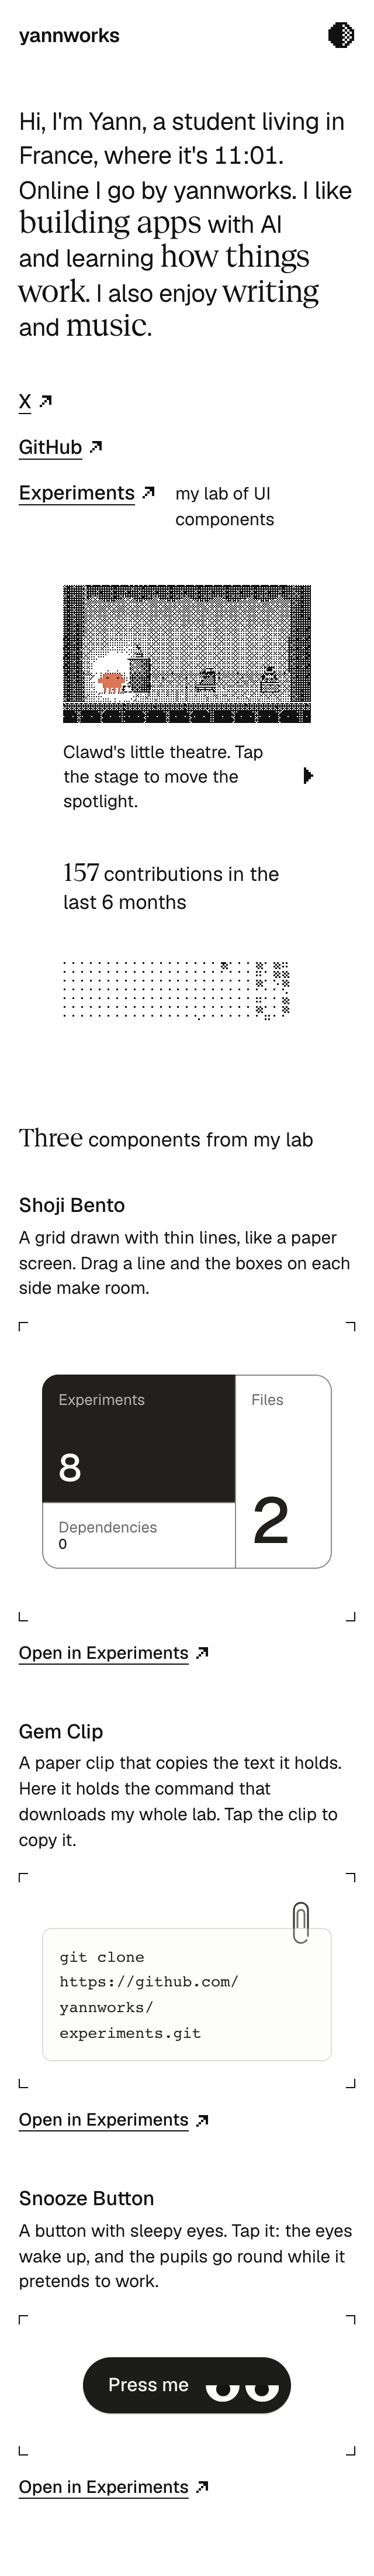 yannworks
Hi, I'm Yann, a student living in
France, where it's 11:01.
Online I go by yannworks. I like
building apps with AI
and learning how things
work. I also enjoy writing
and music.
X
GitHub
Experiments my lab of UI
components
Clawd's little theatre. Tap
the stage to move the
spotlight.
157 contributions in the
last 6 months
Three components from my lab
Shoji Bento
A grid drawn with thin lines, like a paper
screen. Drag a line and the boxes on each
side make room.
Experiments
8
Files
2
Dependencies
0
Open in Experiments
Gem Clip
A paper clip that copies the text it holds.
Here it holds the command that
downloads my whole lab. Tap the clip to
copy it.
git clone
https://github.com/
yannworks/
experiments.git
Open in Experiments
Snooze Button
A button with sleepy eyes. Tap it: the eyes
wake up, and the pupils go round while it
pretends to work.
Press me
Open in Experiments